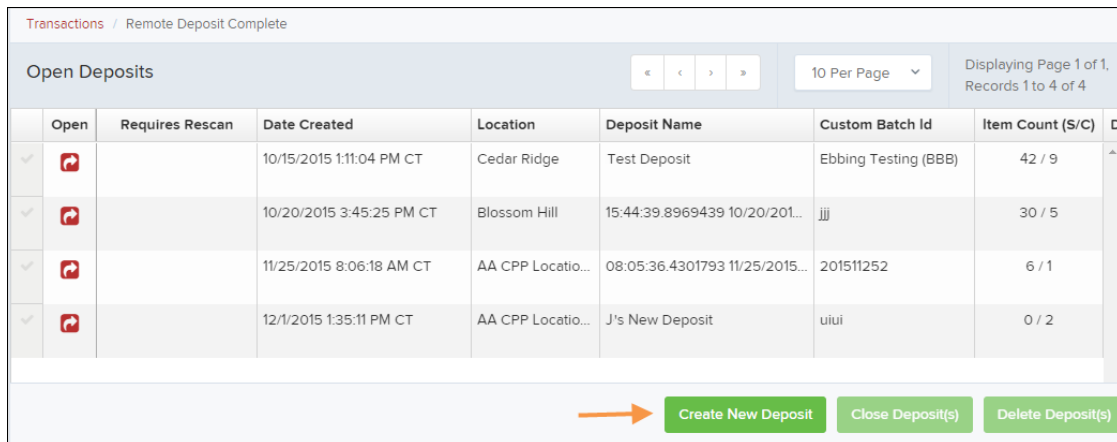 Transactions / Remote Deposit Complete
Open Deposits « ‹ › » 10 Per Page Displaying Page 1 of 1, Records 1 to 4 of 4
Open Requires Rescan Date Created Location Deposit Name Custom Batch Id Item Count (S/C) D
10/15/2015 1:11:04 PM CT Cedar Ridge Test Deposit Ebbing Testing (BBB) 42 / 9
10/20/2015 3:45:25 PM CT Blossom Hill 15:44:39.8969439 10/20/201... jjj 30 / 5
11/25/2015 8:06:18 AM CT AA CPP Locatio... 08:05:36.4301793 11/25/2015... 201511252 6 / 1
12/1/2015 1:35:11 PM CT AA CPP Locatio... J's New Deposit uiui 0 / 2
Create New Deposit Close Deposit(s) Delete Deposit(s)